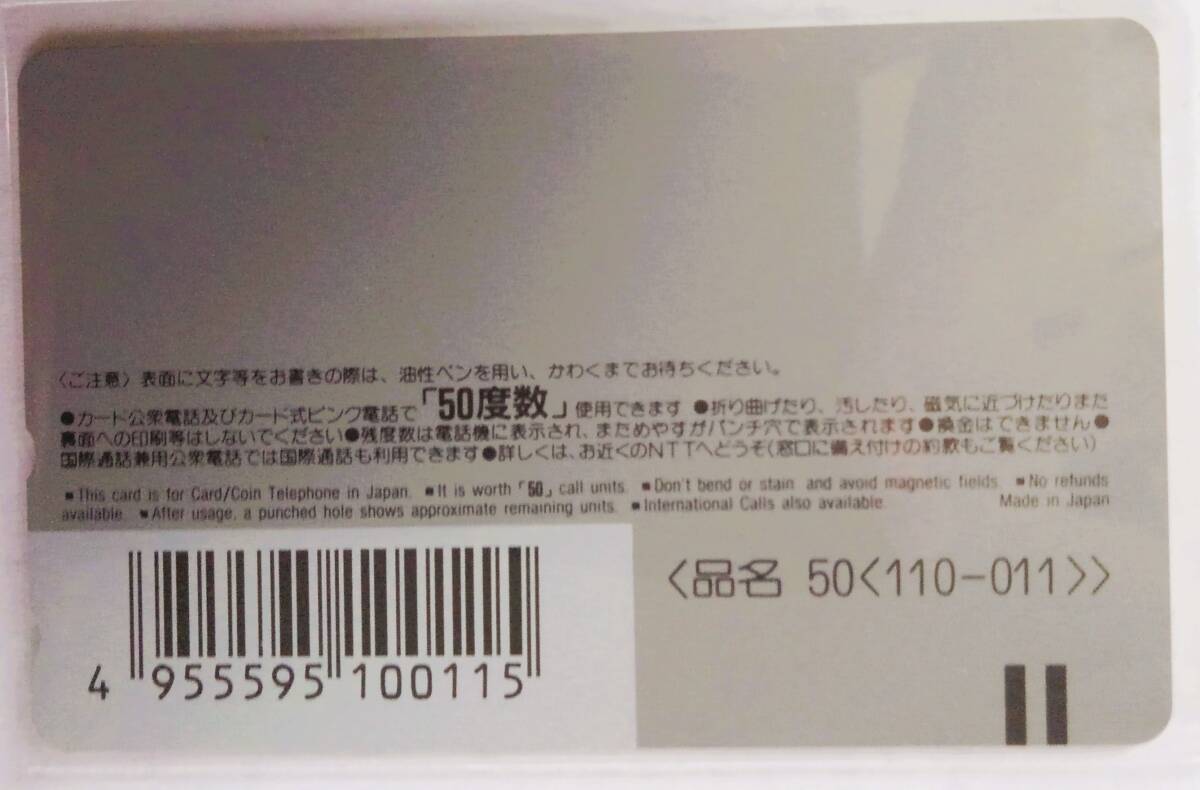 〈ご注意〉表面に文字等をお書きの際は、油性ペンを用い、かわくまでお待ちください。
●カード公衆電話及びカード式ピンク電話で「50度数」使用できます ●折り曲げたり、汚したり、磁気に近づけたりまた
裏面への印刷等はしないでください●残度数は電話機に表示され、まためやすがパンチ穴で表示されます●換金はできません●
国際通話兼用公衆電話では国際通話も利用できます●詳しくは、お近くのNTTへどうぞ(窓口に備え付けの約款もご覧ください)
■This card is for Card/Coin Telephone in Japan. ■It is worth「50」call units. ■Don't bend or stain and avoid magnetic fields. ■No refunds
available. ■After usage, a punched hole shows approximate remaining units. ■International Calls also available. Made in Japan
〈品名 50〈110-011〉〉
4 955595 100115